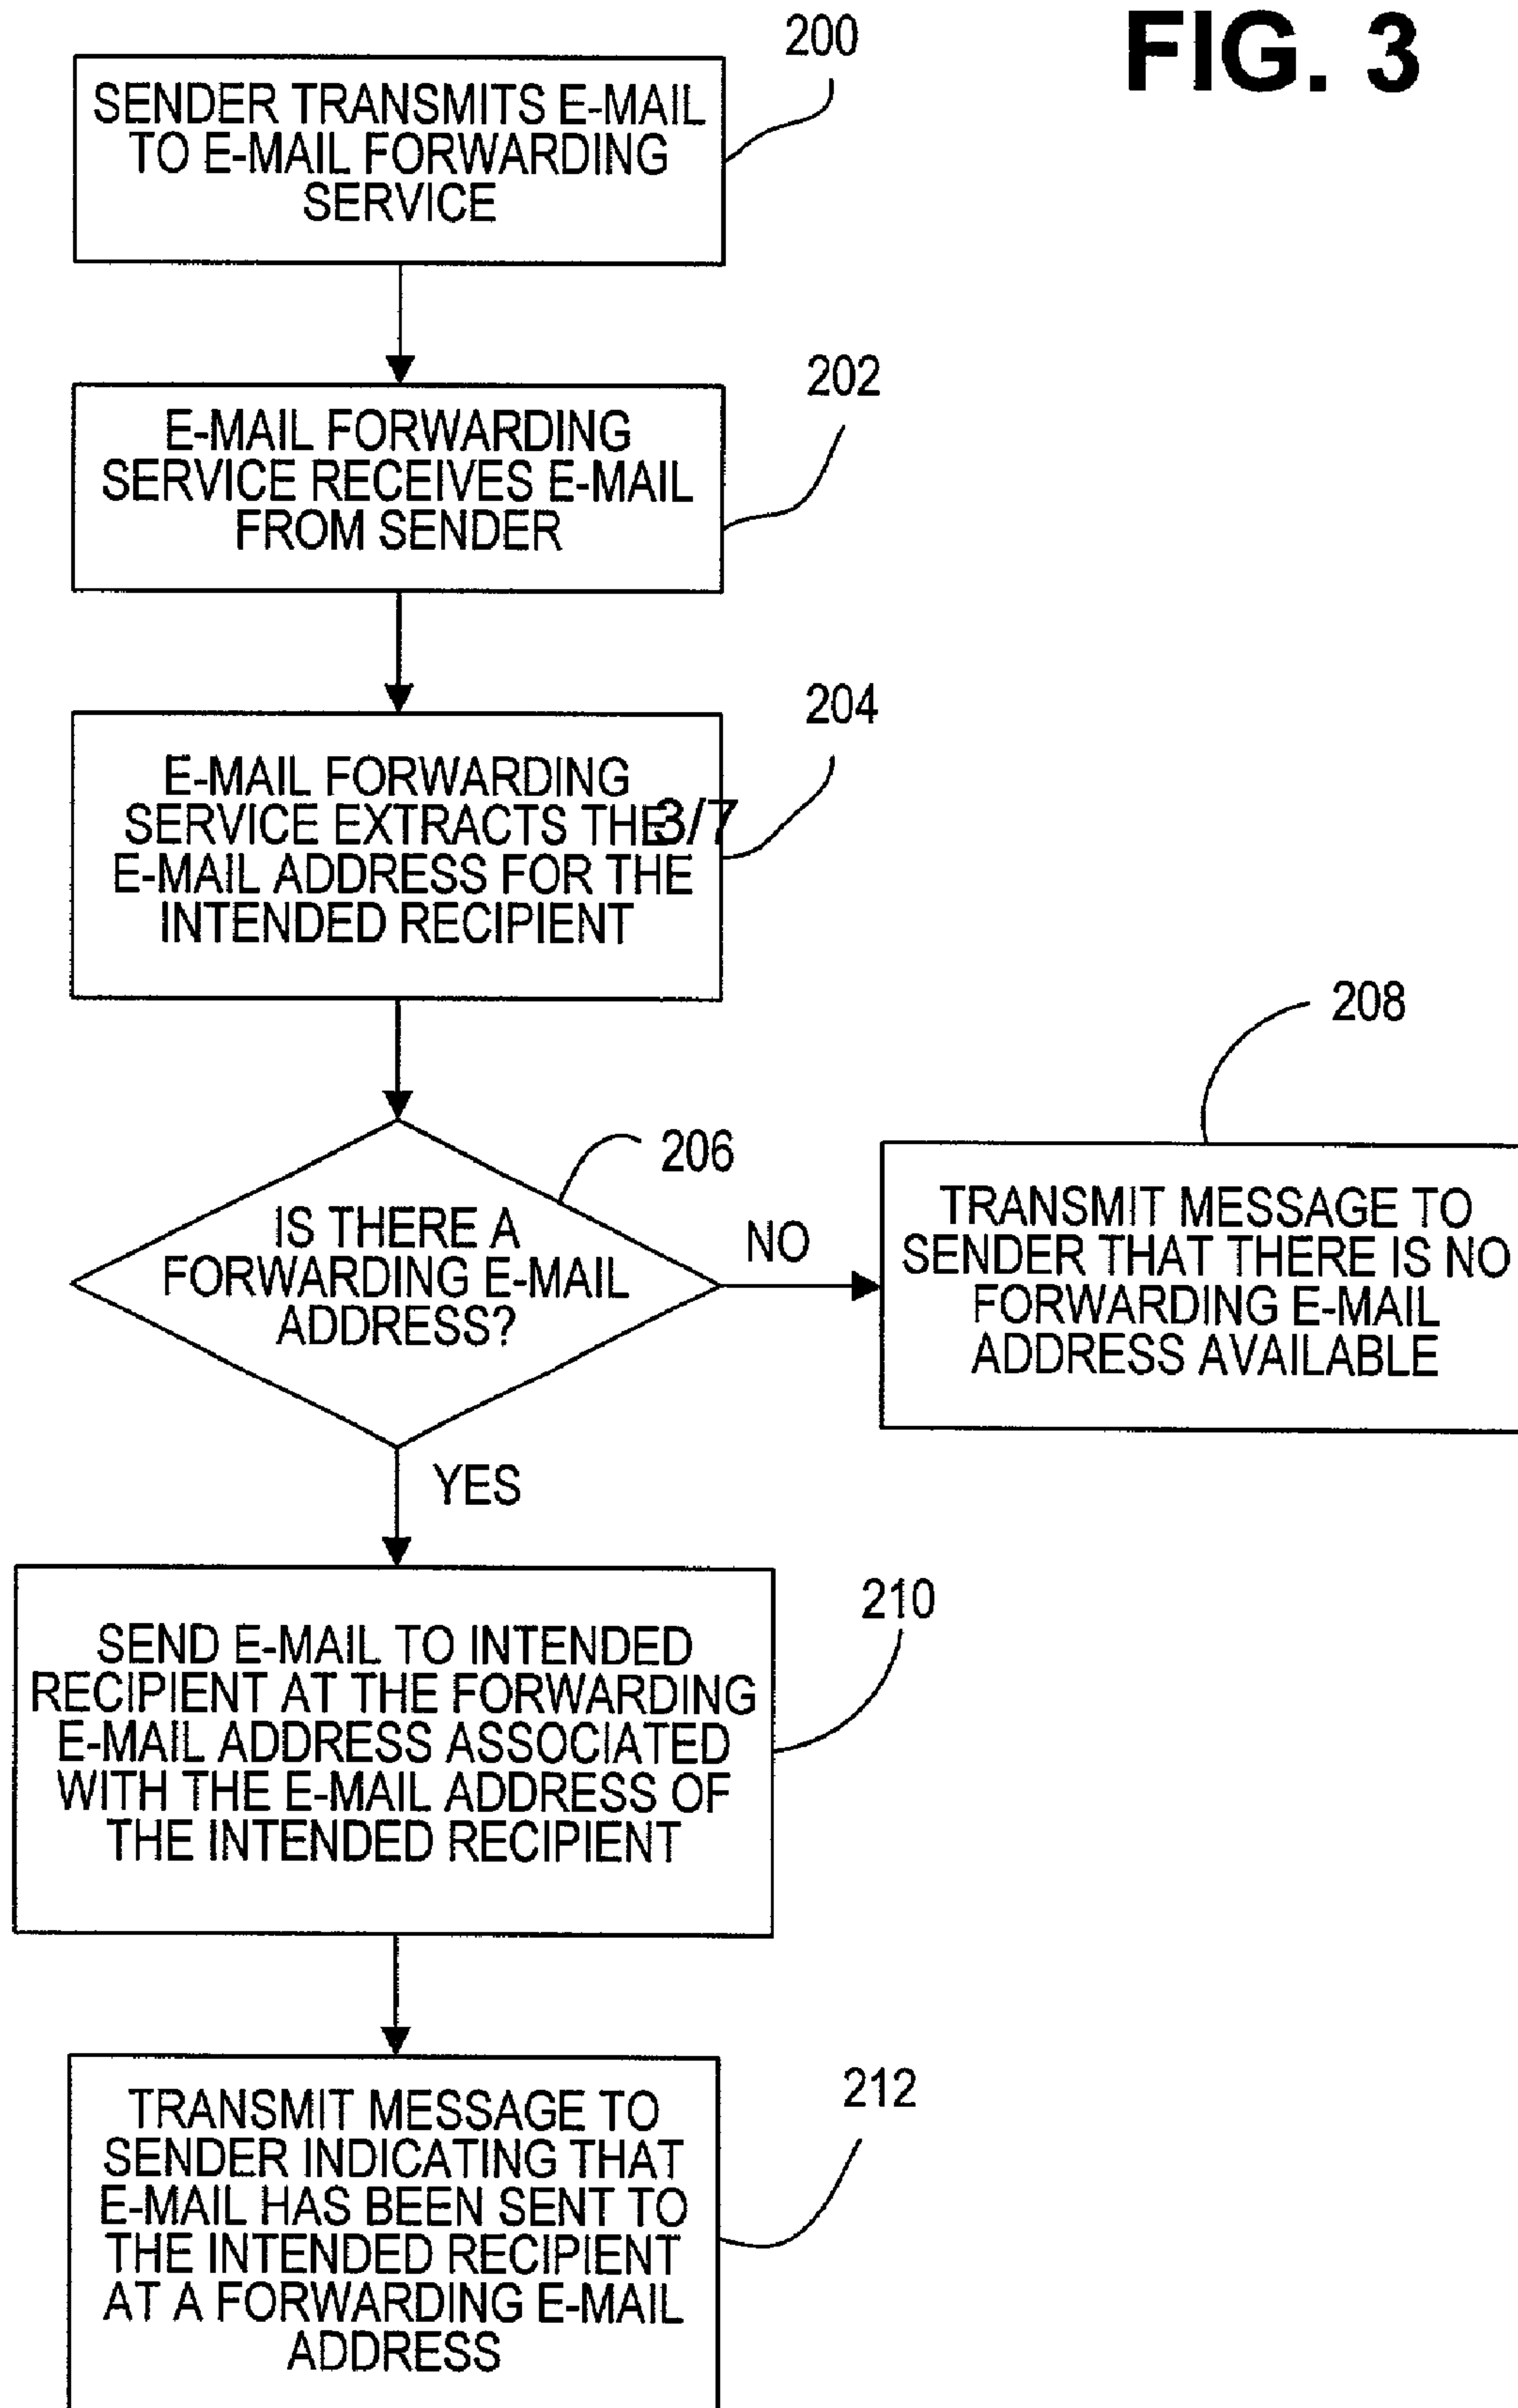 FIG. 3
200
SENDER TRANSMITS E-MAIL
TO E-MAIL FORWARDING
SERVICE
202
E-MAIL FORWARDING
SERVICE RECEIVES E-MAIL
FROM SENDER
204
E-MAIL FORWARDING
SERVICE EXTRACTS THE
3/7
E-MAIL ADDRESS FOR THE
INTENDED RECIPIENT
206
IS THERE A
FORWARDING E-MAIL
ADDRESS?
NO
208
TRANSMIT MESSAGE TO
SENDER THAT THERE IS NO
FORWARDING E-MAIL
ADDRESS AVAILABLE
YES
210
SEND E-MAIL TO INTENDED
RECIPIENT AT THE FORWARDING
E-MAIL ADDRESS ASSOCIATED
WITH THE E-MAIL ADDRESS OF
THE INTENDED RECIPIENT
212
TRANSMIT MESSAGE TO
SENDER INDICATING THAT
E-MAIL HAS BEEN SENT TO
THE INTENDED RECIPIENT
AT A FORWARDING E-MAIL
ADDRESS